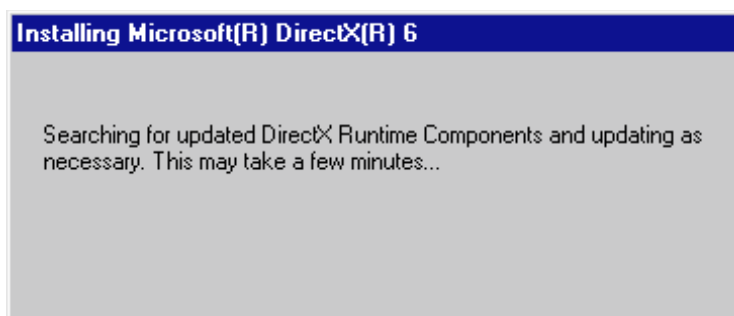 Installing Microsoft(R) DirectX(R) 6
Searching for updated DirectX Runtime Components and updating as
necessary. This may take a few minutes...